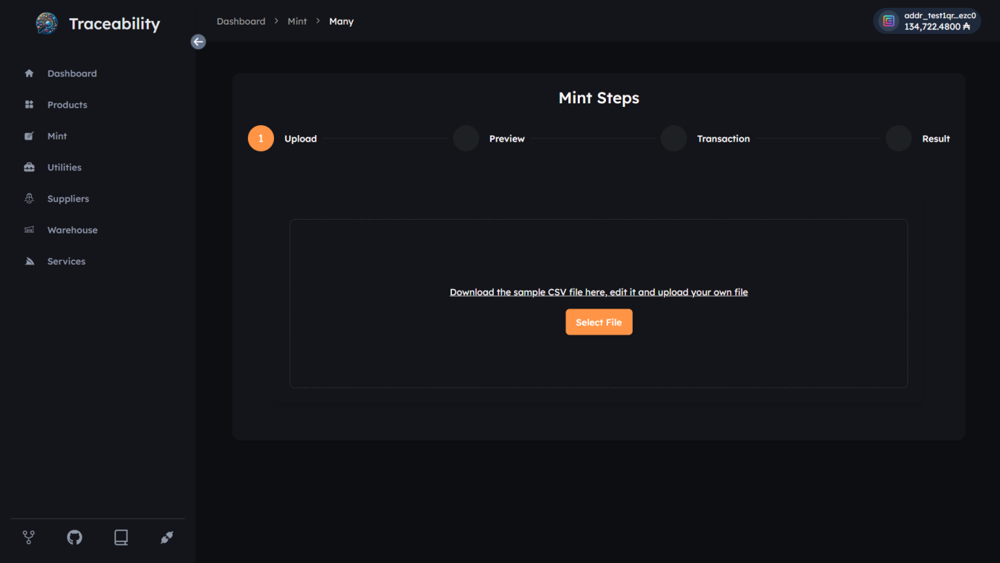 Traceability
Dashboard > Mint > Many
addr_test1qr...ezc0
134,722.4800 ₳
Dashboard
Products
Mint
Utilities
Suppliers
Warehouse
Services
Mint Steps
1 Upload
Preview
Transaction
Result
Download the sample CSV file here, edit it and upload your own file
Select File